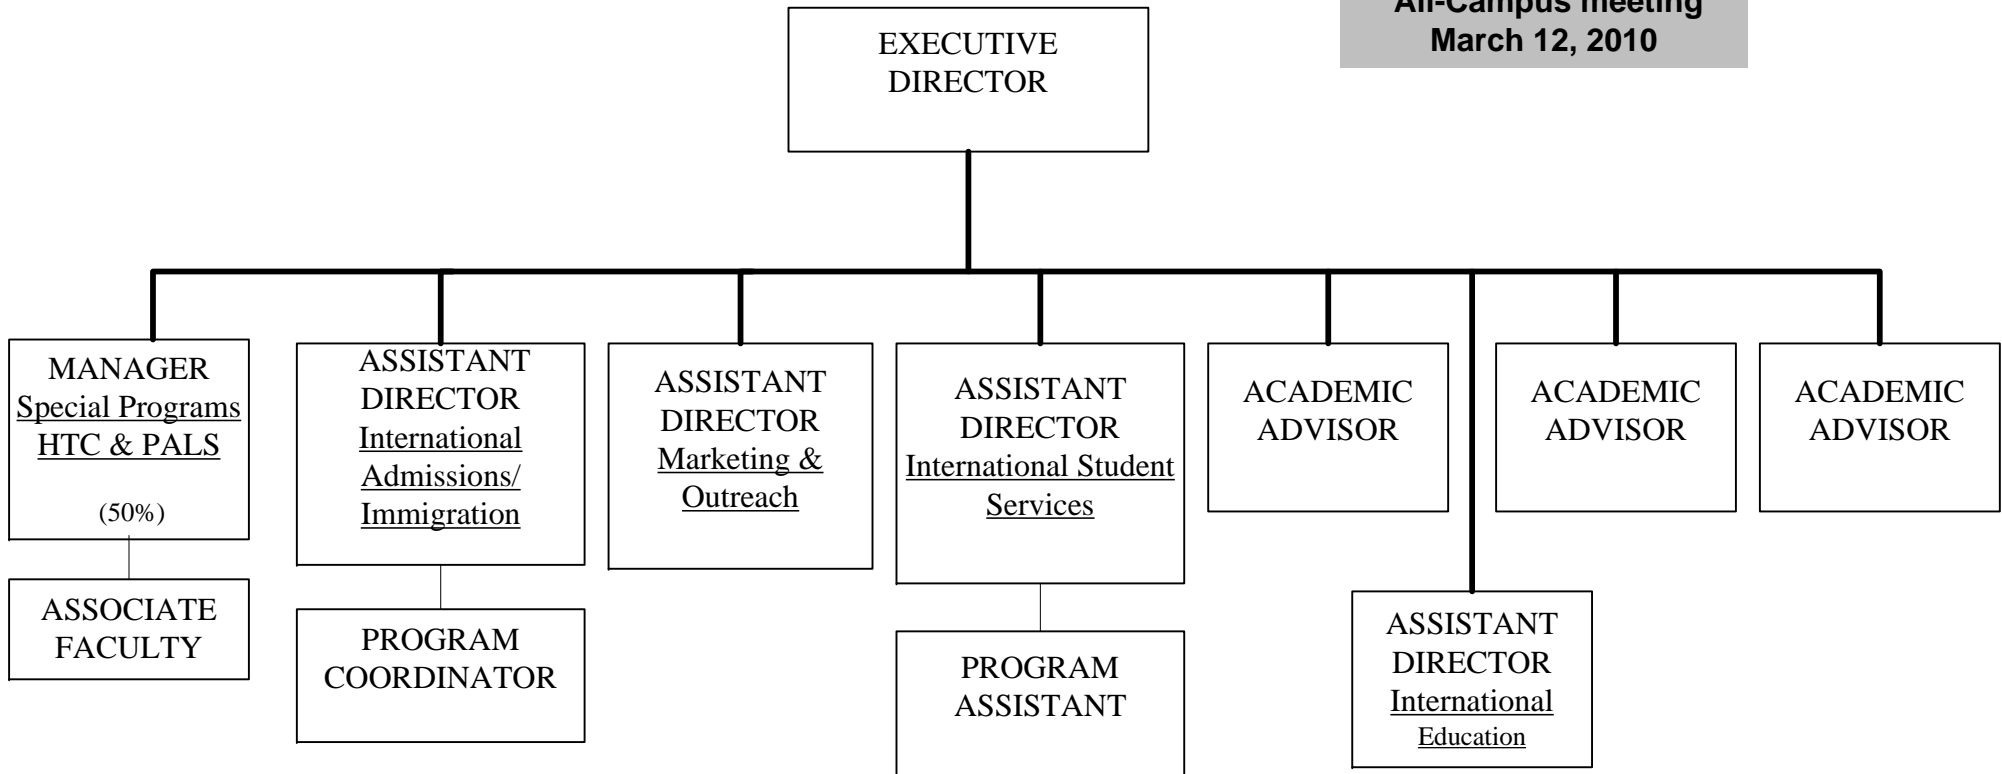 All-Campus meeting
March 12, 2010
EXECUTIVE
DIRECTOR
MANAGER
Special Programs
HTC & PALS
(50%)
ASSISTANT
DIRECTOR
International
Admissions/
Immigration
ASSISTANT
DIRECTOR
Marketing &
Outreach
ASSISTANT
DIRECTOR
International Student
Services
ACADEMIC
ADVISOR
ACADEMIC
ADVISOR
ACADEMIC
ADVISOR
ASSOCIATE
FACULTY
PROGRAM
COORDINATOR
PROGRAM
ASSISTANT
ASSISTANT
DIRECTOR
International
Education